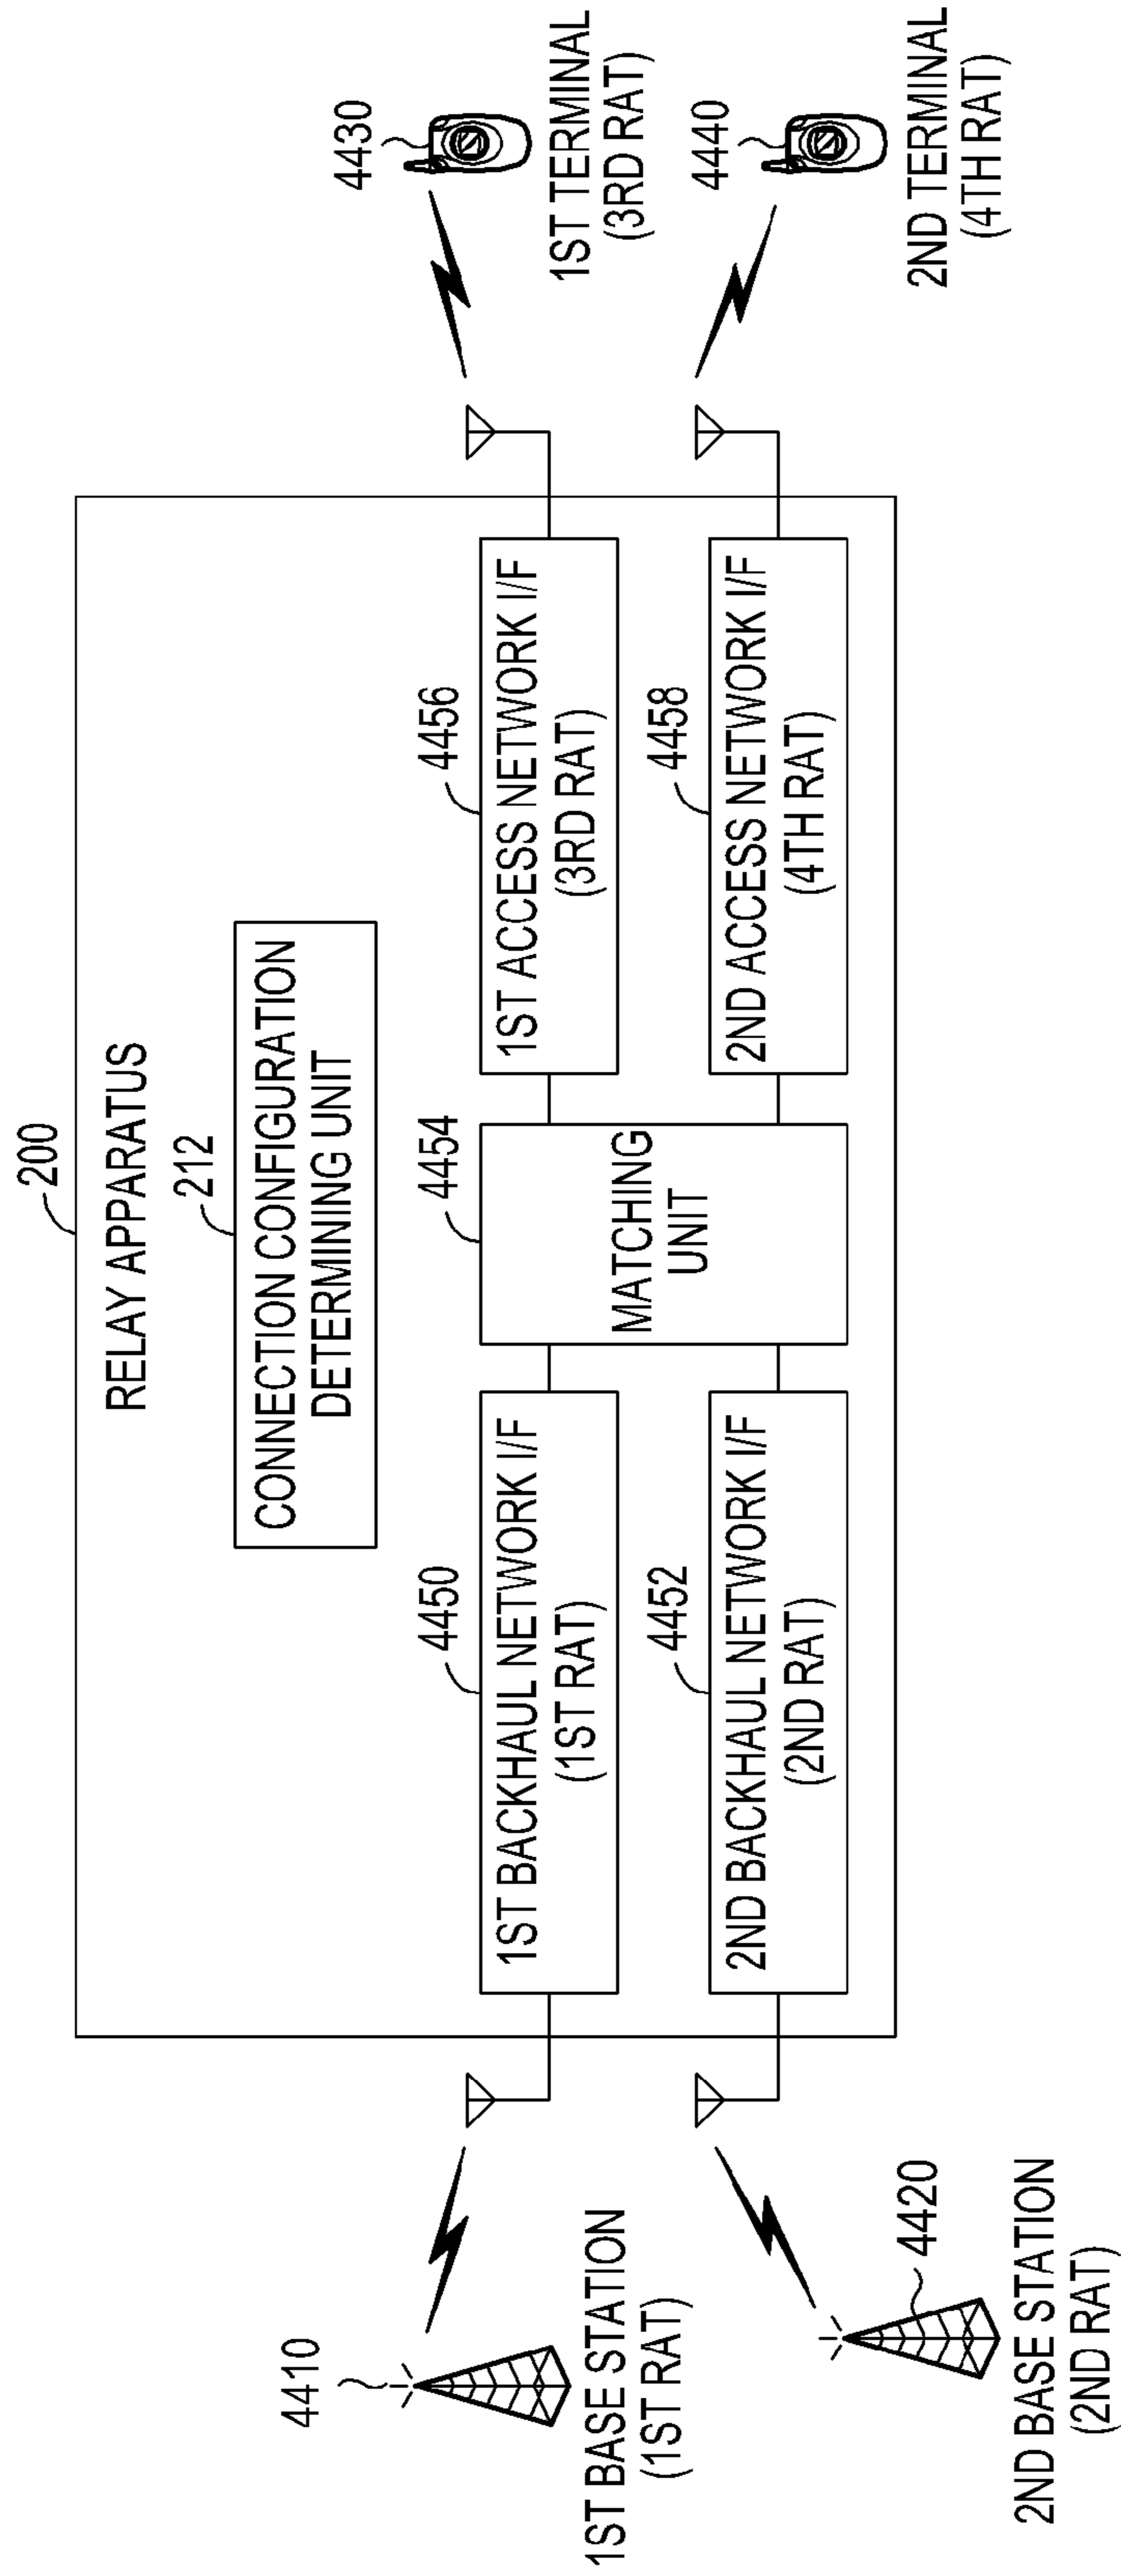 200
RELAY APPARATUS
212
CONNECTION CONFIGURATION
DETERMINING UNIT
4410
1ST BASE STATION
(1ST RAT)
4420
2ND BASE STATION
(2ND RAT)
4450
1ST BACKHAUL NETWORK I/F
(1ST RAT)
4452
2ND BACKHAUL NETWORK I/F
(2ND RAT)
4454
MATCHING
UNIT
4456
1ST ACCESS NETWORK I/F
(3RD RAT)
4458
2ND ACCESS NETWORK I/F
(4TH RAT)
4430
1ST TERMINAL
(3RD RAT)
4440
2ND TERMINAL
(4TH RAT)